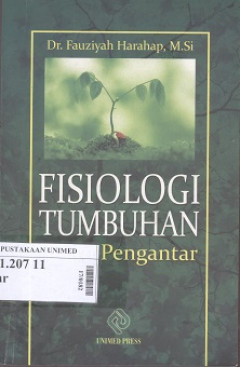 Dr. Fauziyah Harahap, M.Si
FISIOLOGI
TUMBUHAN
Pengantar
PUSTAKAAN UNIMED
1.207 11
ar
UNIMED PRESS